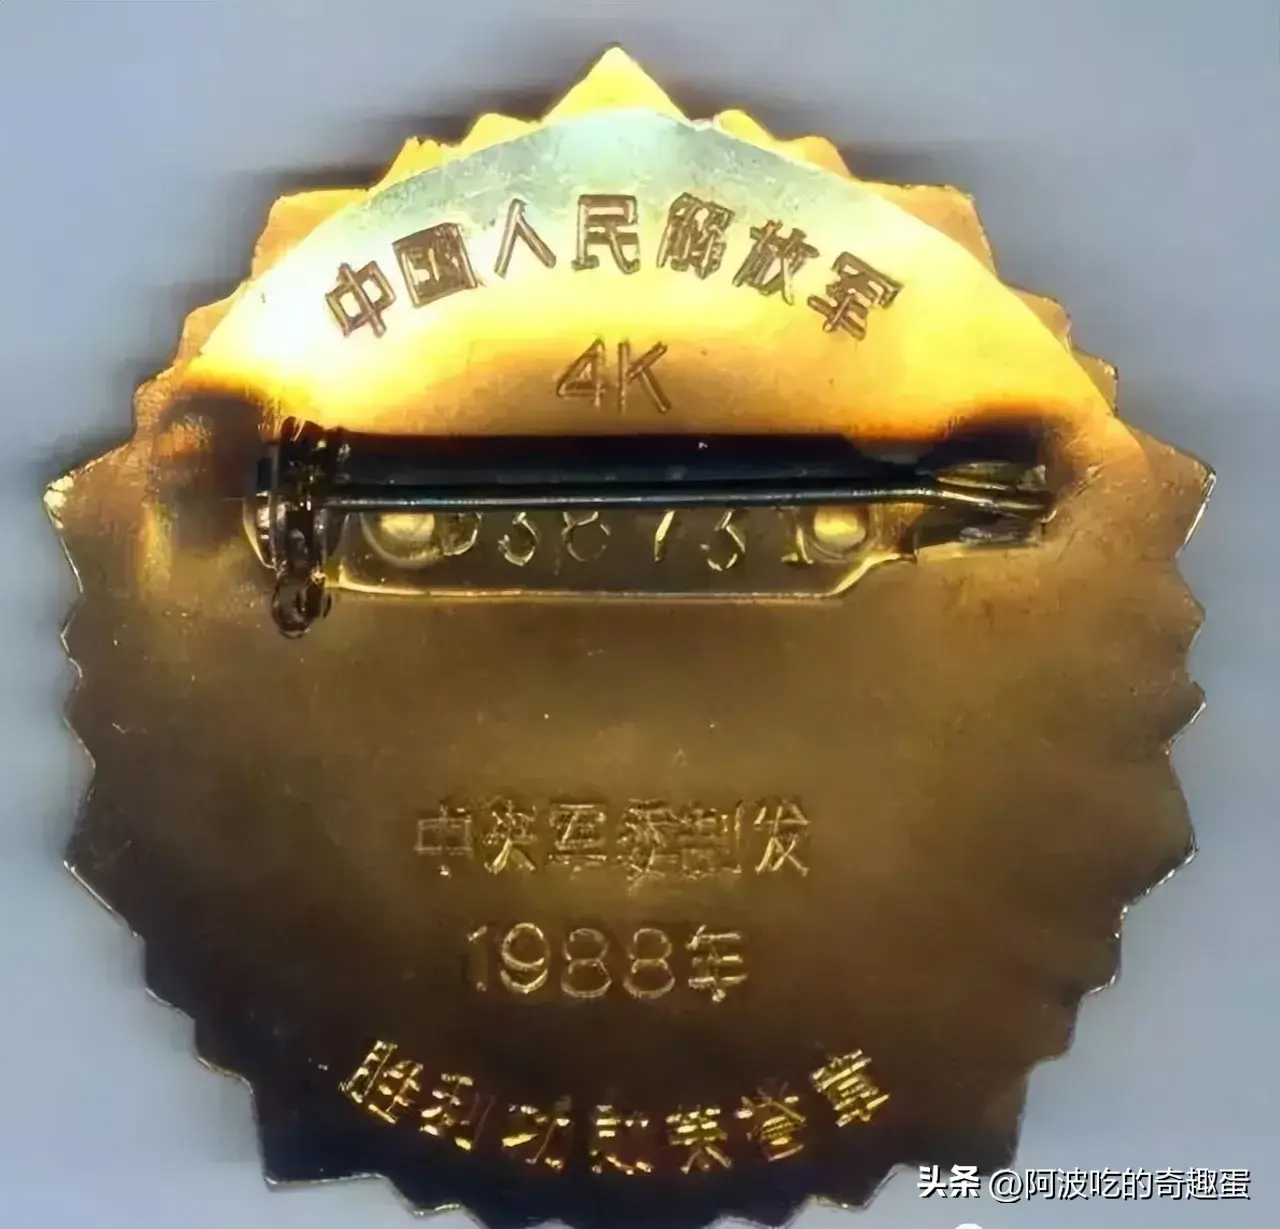 中国人民解放军
4K
中央军委制发
1988年
胜利功勋荣誉章
头条 @阿波吃的奇趣蛋